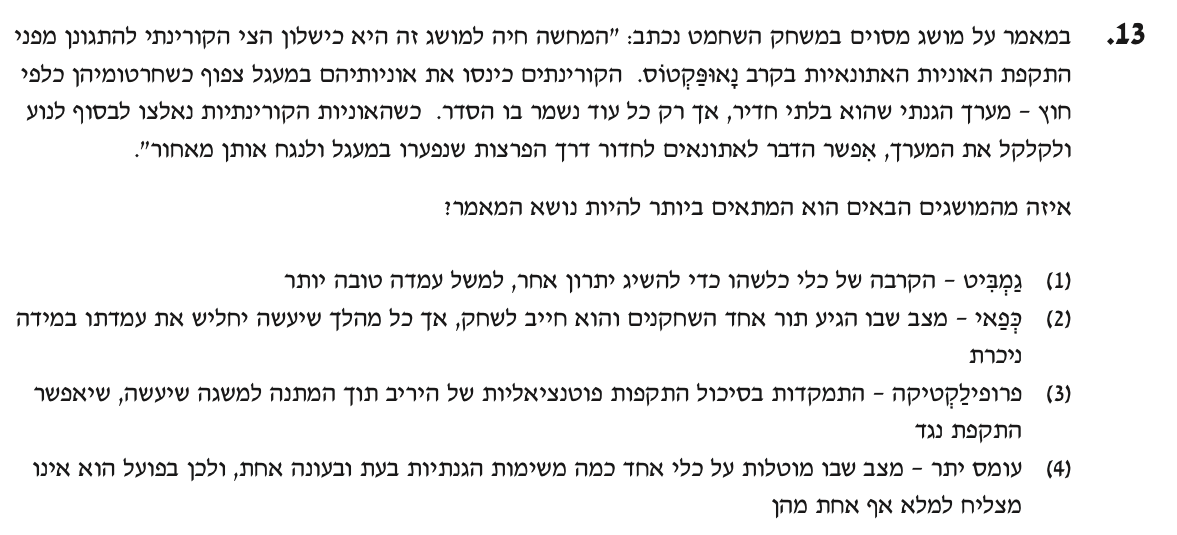 13. במאמר על מושג מסוים במשחק השחמט נכתב: "המחשה חיה למושג זה היא כישלון הצי הקורינתי להתגונן מפני
התקפת האוניות האתונאיות בקרב נָאוּפַּקְטוֹס. הקורינתים כינסו את אוניותיהם במעגל צפוף כשחרטומיהן כלפי
חוץ – מערך הגנתי שהוא בלתי חדיר, אך רק כל עוד נשמר בו הסדר. כשהאוניות הקורינתיות נאלצו לבסוף לנוע
ולקלקל את המערך, אִפשר הדבר לאתונאים לחדור דרך הפרצות שנפערו במעגל ולנגח אותן מאחור".
איזה מהמושגים הבאים הוא המתאים ביותר להיות נושא המאמר?
(1) גַמְבִּיט – הקרבה של כלי כלשהו כדי להשיג יתרון אחר, למשל עמדה טובה יותר
(2) כְּפַאי – מצב שבו הגיע תור אחד השחקנים והוא חייב לשחק, אך כל מהלך שיעשה יחליש את עמדתו במידה
ניכרת
(3) פרופילַקְטיקה – התמקדות בסיכול התקפות פוטנציאליות של היריב תוך המתנה למשגה שיעשה, שיאפשר
התקפת נגד
(4) עומס יתר – מצב שבו מוטלות על כלי אחד כמה משימות הגנתיות בעת ובעונה אחת, ולכן בפועל הוא אינו
מצליח למלא אף אחת מהן